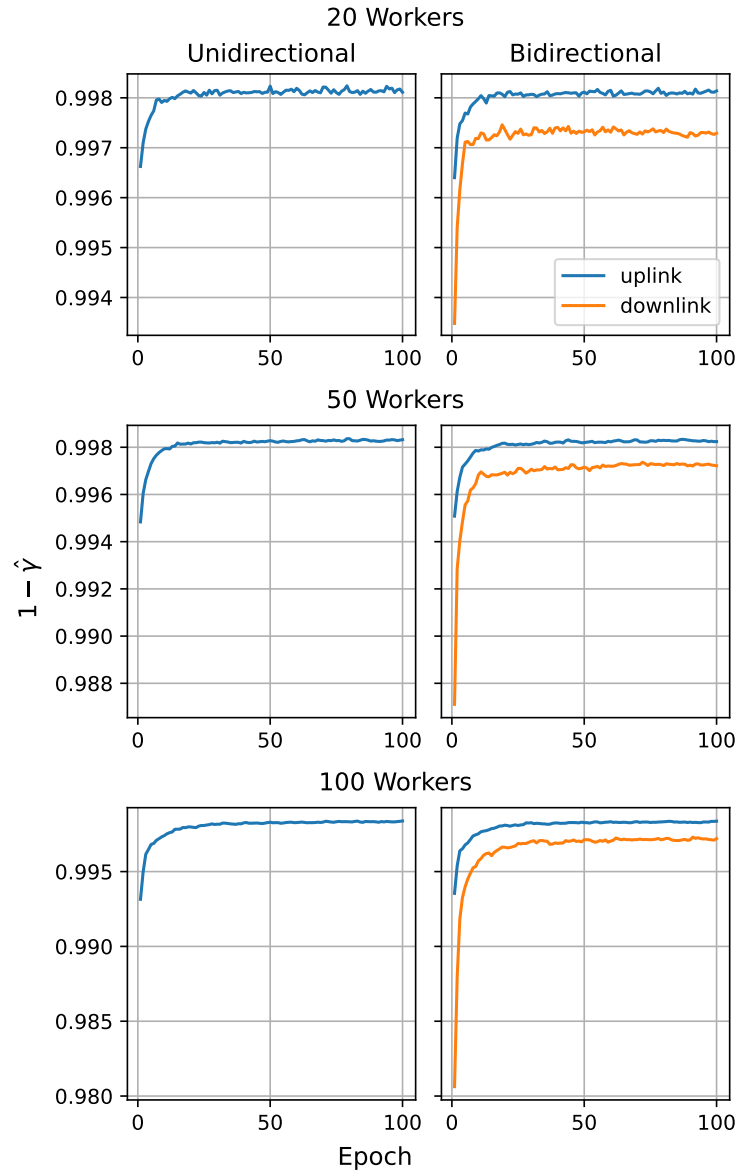 20 Workers
Unidirectional Bidirectional
0.998
0.997
0.996
0.995
0.994
uplink
downlink
0 50 100 0 50 100
50 Workers
0.998
0.996
0.994
0.992
0.990
0.988
1 − γ̂
0 50 100 0 50 100
100 Workers
0.995
0.990
0.985
0.980
0 50 100 0 50 100
Epoch